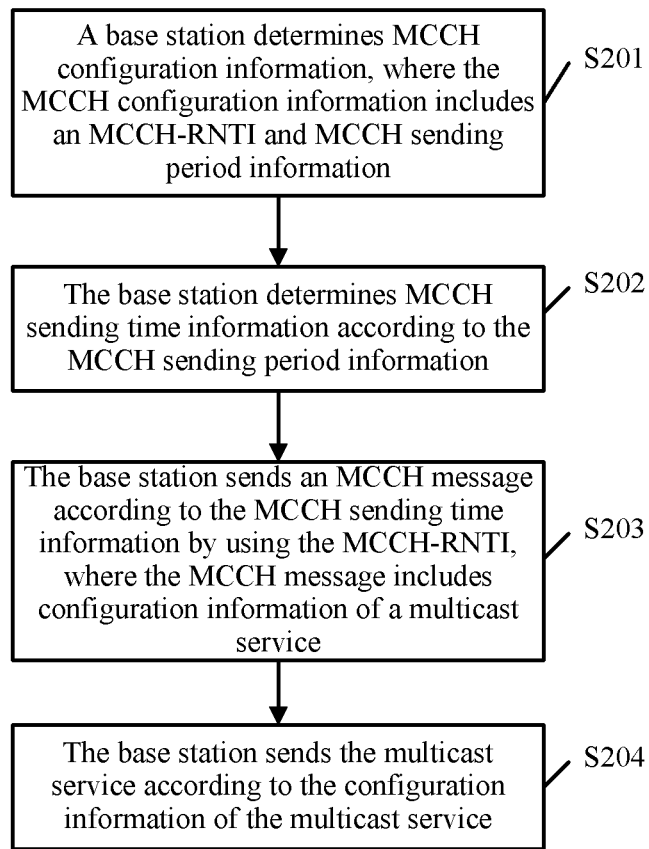 A base station determines MCCH
configuration information, where the
MCCH configuration information includes
an MCCH-RNTI and MCCH sending
period information
S201
The base station determines MCCH
sending time information according to the
MCCH sending period information
S202
The base station sends an MCCH message
according to the MCCH sending time
information by using the MCCH-RNTI,
where the MCCH message includes
configuration information of a multicast
service
S203
The base station sends the multicast
service according to the configuration
information of the multicast service
S204